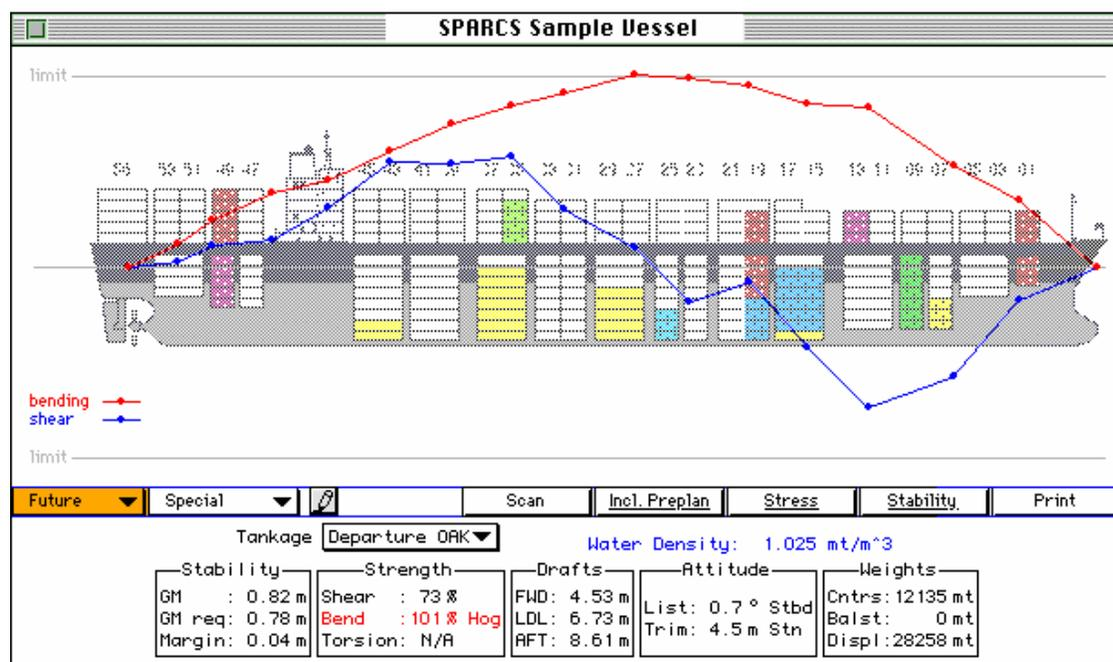 SPARCS Sample Vessel
limit
bending
shear
limit
Future Special Scan Incl. Preplan Stress Stability Print
Tankage Departure OAK Water Density: 1.025 mt/m^3
Stability Strength Drafts Attitude Weights
GM : 0.82 m Shear : 73 % FWD: 4.53 m List: 0.7 ° Stbd Cntrs: 12135 mt
GM req: 0.78 m Bend : 101 % Hog LDL: 6.73 m Trim: 4.5 m Stn Balst: 0 mt
Margin: 0.04 m Torsion: N/A AFT: 8.61 m Displ: 28258 mt